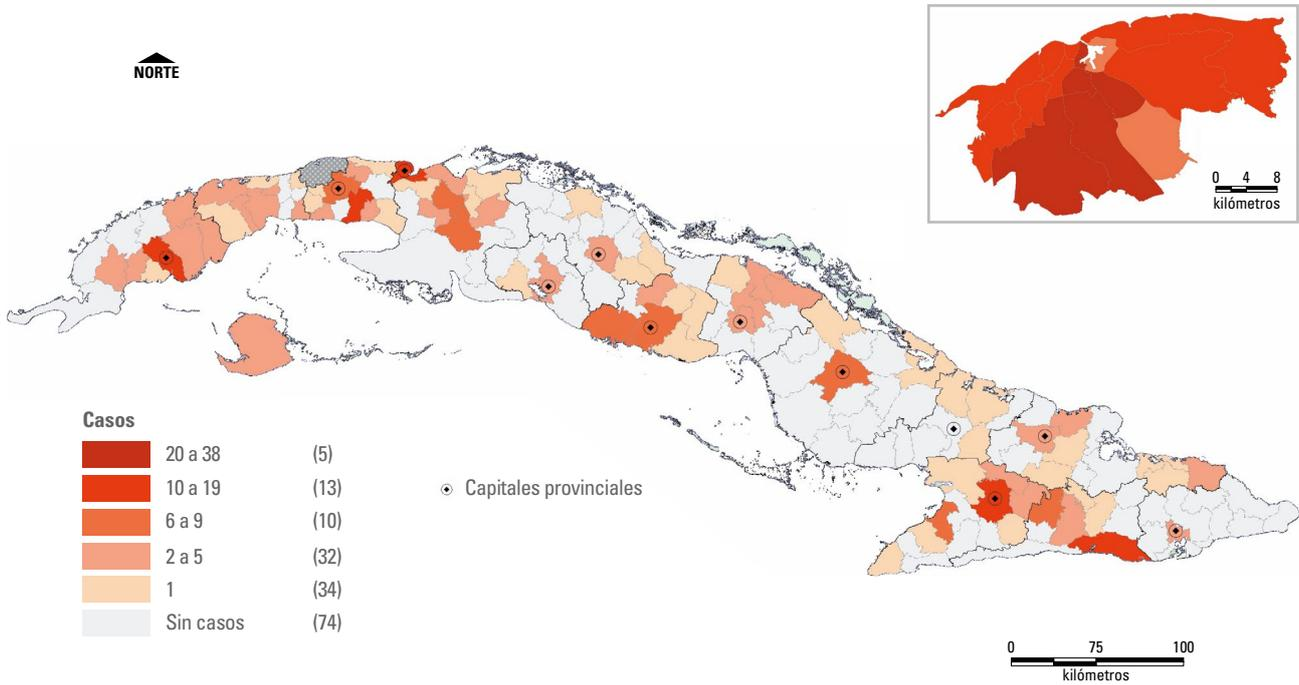 NORTE
0 4 8
kilómetros
Casos
20 a 38 (5)
10 a 19 (13)
6 a 9 (10)
2 a 5 (32)
1 (34)
Sin casos (74)
Capitales provinciales
0 75 100
kilómetros